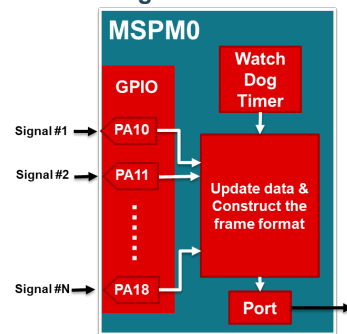 MSPM0
Watch
Dog
Timer
GPIO
Signal #1
PA10
Signal #2
PA11
Update data &
Construct the
frame format
Signal #N
PA18
Port